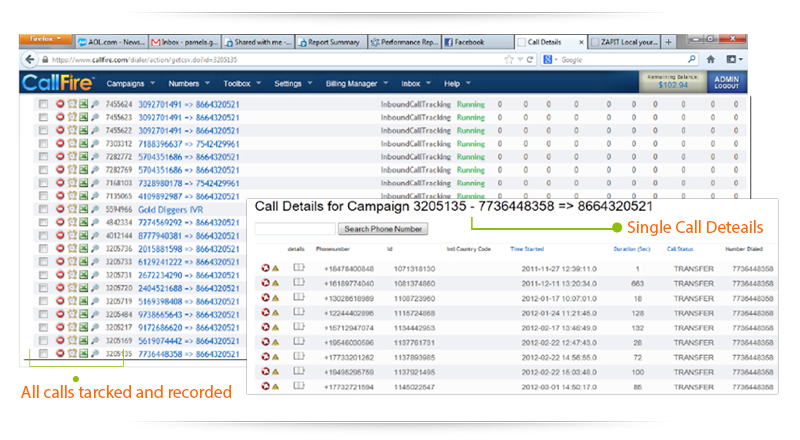 Firefox
AOL.com - News...
Inbox - pamela.g...
Shared with me -...
Report Summary
Performance Rep...
Facebook
Call Details
ZAPIT Local your...
https://www.callfire.com/dialer/action/getcsv.do?id=3205135
Google
CallFire
Campaigns Numbers Toolbox Settings Billing Manager Inbox Help
Remaining Balance:
$102.94
ADMIN
LOGOUT
7455624 3092701491 => 8664320521 InboundCallTracking Running 0 0 0 0 0 0 0 0 0
7455623 3092701491 => 8664320521 InboundCallTracking Running 0 0 0 0 0 0 0 0 0
7455622 3092701491 => 8664320521 InboundCallTracking Running 0 0 0 0 0 0 0 0 0
7303312 7188396637 => 7542429961 InboundCallTracking Running 0 0 0 0 0 0 0 0 0
7282772 5704351686 => 8664320521 InboundCallTracking Running 0 0 0 0 0 0 0 0 0
7282769 5704351686 => 8664320521 InboundCallTracking Running 0 0 0 0 0 0 0 0 0
7168103 7328980178 => 7542429961 InboundCallTracking Running 0 0 0 0 0 0 0 0 0
7135065 4109892987 => 8664320521 InboundCallTracking Running 0 0 0 0 0 0 0 0 0
5594966 Gold Diggers IVR
4842334 7274569292 => 8664320521
4012144 8777940381 => 8664320521
3205736 2015881598 => 8664320521
3205733 6129241222 => 8664320521
3205731 2672234290 => 8664320521
3205720 2404521688 => 8664320521
3205719 5169398408 => 8664320521
3205484 9738665643 => 8664320521
3205217 9172686620 => 8664320521
3205169 5619074442 => 8664320521
3205135 7736448358 => 8664320521
All calls tarcked and recorded
Call Details for Campaign 3205135 - 7736448358 => 8664320521
Single Call Deteails
Search Phone Number
details Phonenumber Id Intl Country Code Time Started Duration (Sec) Call Status Number Dialed
+18476400848 1071318150 2011-11-27 12:39:11.0 1 TRANSFER 7736448358
+16189774040 1081374860 2011-12-11 13:20:34.0 663 TRANSFER 7736448358
+13028618989 1108723960 2012-01-17 10:07:01.0 18 TRANSFER 7736448358
+12244402898 1115724868 2012-01-24 11:21:48.0 128 TRANSFER 7736448358
+15712947074 1134442963 2012-02-17 13:46:49.0 132 TRANSFER 7736448358
+19546030596 1137761731 2012-02-22 12:47:43.0 28 TRANSFER 7736448358
+17733201262 1137893985 2012-02-22 14:56:55.0 72 TRANSFER 7736448358
+19495295759 1137921495 2012-02-22 15:03:48.0 100 TRANSFER 7736448358
+17732721594 1145022547 2012-03-01 14:50:17.0 85 TRANSFER 7736448358